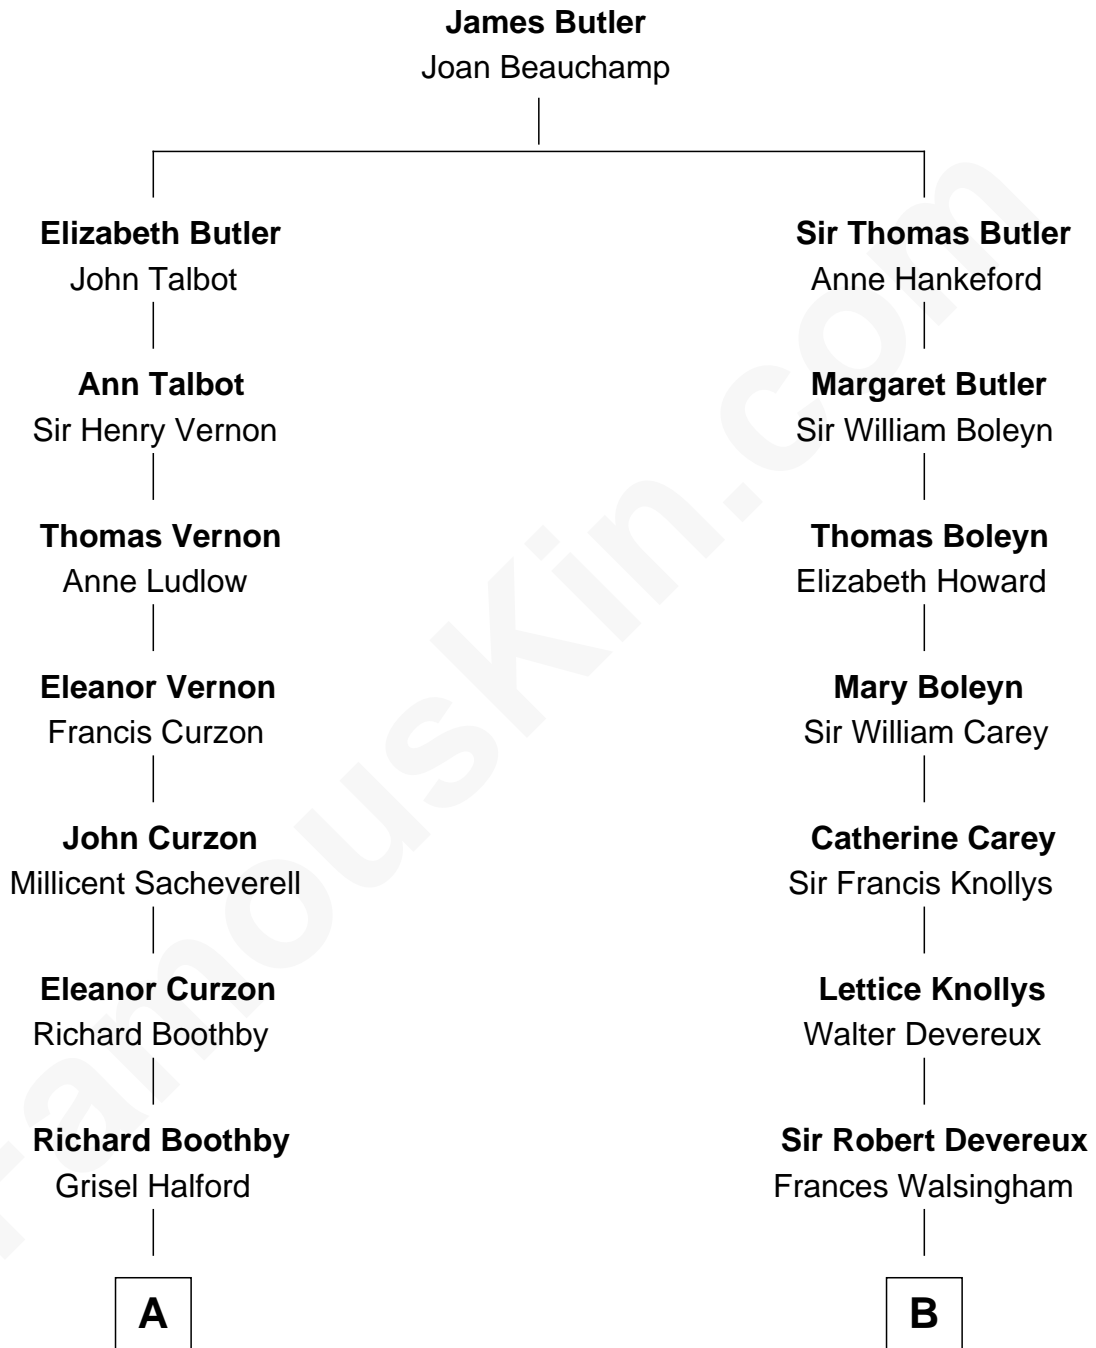 James Butler
Joan Beauchamp
Elizabeth Butler
John Talbot
Sir Thomas Butler
Anne Hankeford
Ann Talbot
Sir Henry Vernon
Margaret Butler
Sir William Boleyn
Thomas Vernon
Anne Ludlow
Thomas Boleyn
Elizabeth Howard
Eleanor Vernon
Francis Curzon
Mary Boleyn
Sir William Carey
John Curzon
Millicent Sacheverell
Catherine Carey
Sir Francis Knollys
Eleanor Curzon
Richard Boothby
Lettice Knollys
Walter Devereux
Richard Boothby
Grisel Halford
Sir Robert Devereux
Frances Walsingham
A
B
FamousKin.com